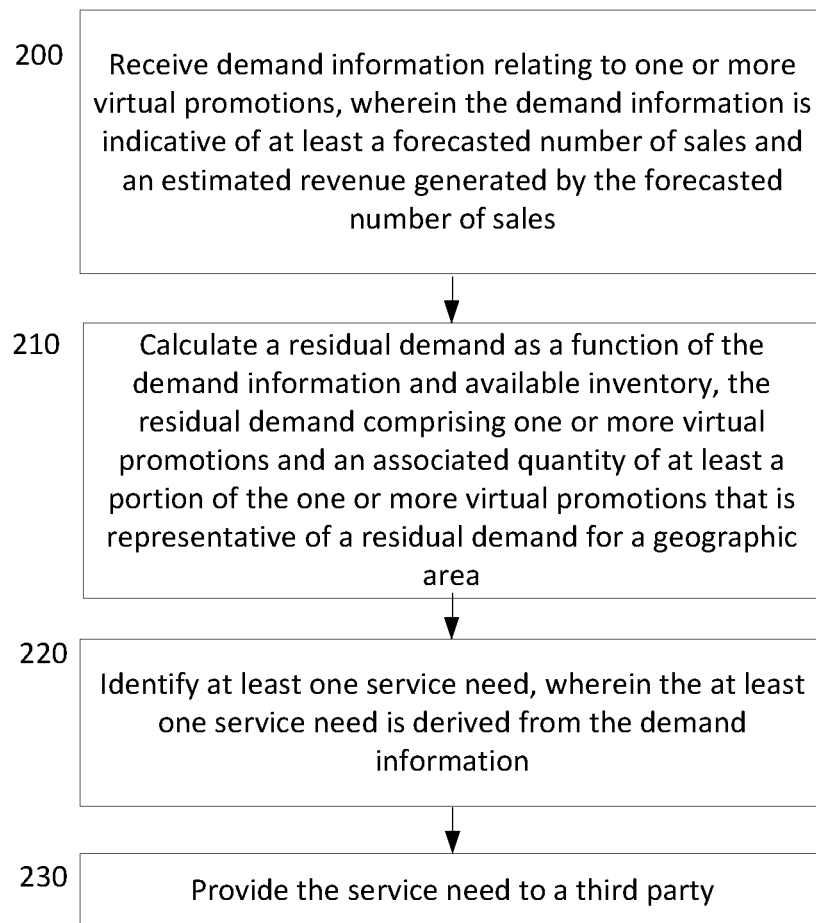 200
Receive demand information relating to one or more
virtual promotions, wherein the demand information is
indicative of at least a forecasted number of sales and
an estimated revenue generated by the forecasted
number of sales
210
Calculate a residual demand as a function of the
demand information and available inventory, the
residual demand comprising one or more virtual
promotions and an associated quantity of at least a
portion of the one or more virtual promotions that is
representative of a residual demand for a geographic
area
220
Identify at least one service need, wherein the at least
one service need is derived from the demand
information
230
Provide the service need to a third party